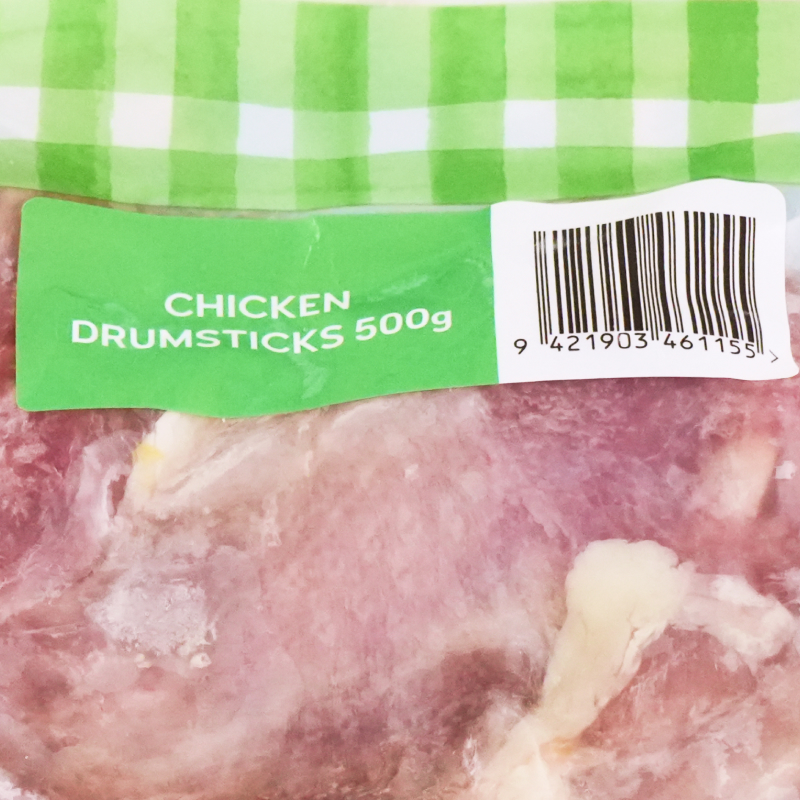 CHICKEN
DRUMSTICKS 500g
9 421903 461155 >